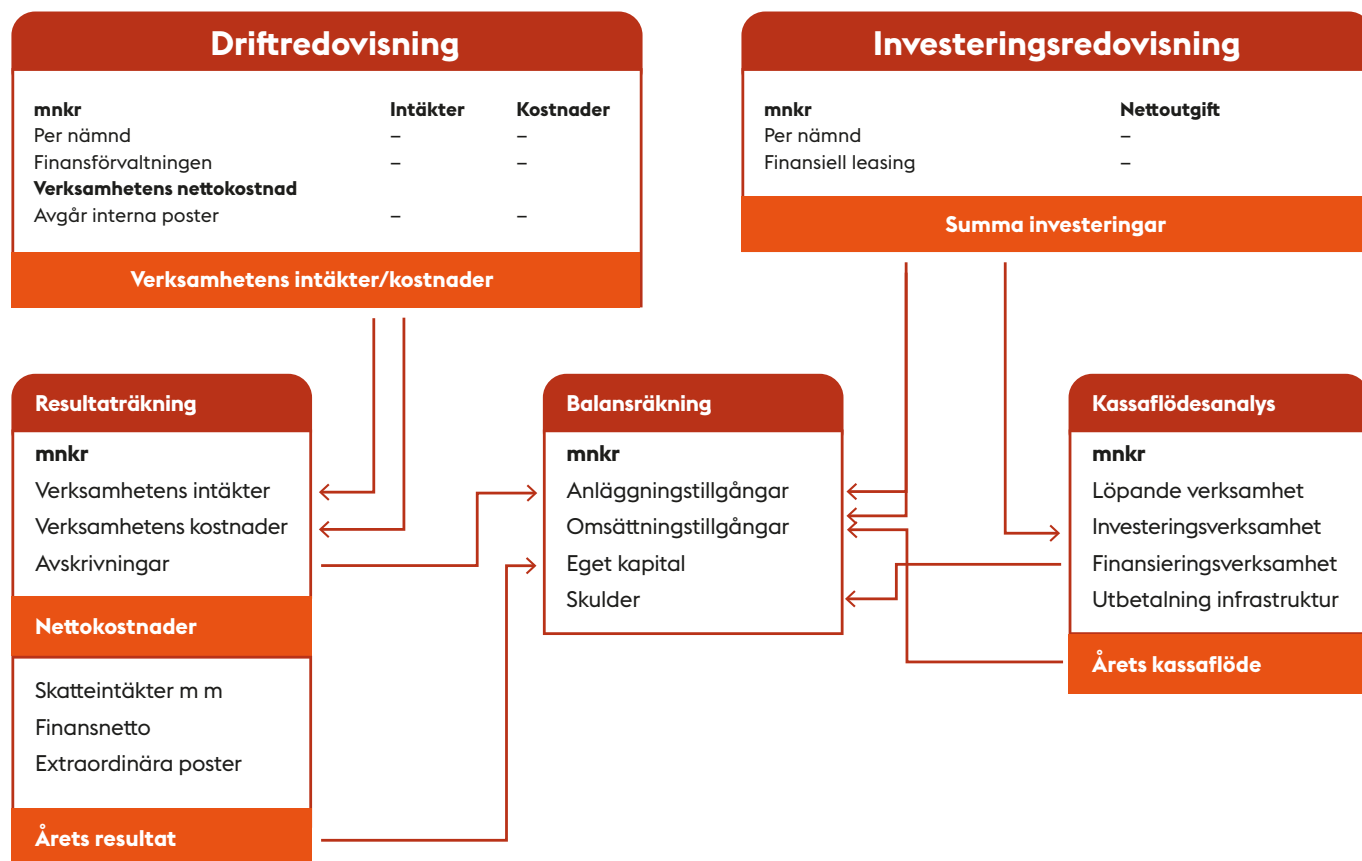 Driftredovisning
mnkr Intäkter Kostnader
Per nämnd – –
Finansförvaltningen – –
Verksamhetens nettokostnad
Avgår interna poster – –
Verksamhetens intäkter/kostnader
Investeringsredovisning
mnkr Nettoutgift
Per nämnd –
Finansiell leasing –
Summa investeringar
Resultaträkning
mnkr
Verksamhetens intäkter
Verksamhetens kostnader
Avskrivningar
Nettokostnader
Skatteintäkter m m
Finansnetto
Extraordinära poster
Årets resultat
Balansräkning
mnkr
Anläggningstillgångar
Omsättningstillgångar
Eget kapital
Skulder
Kassaflödesanalys
mnkr
Löpande verksamhet
Investeringsverksamhet
Finansieringsverksamhet
Utbetalning infrastruktur
Årets kassaflöde